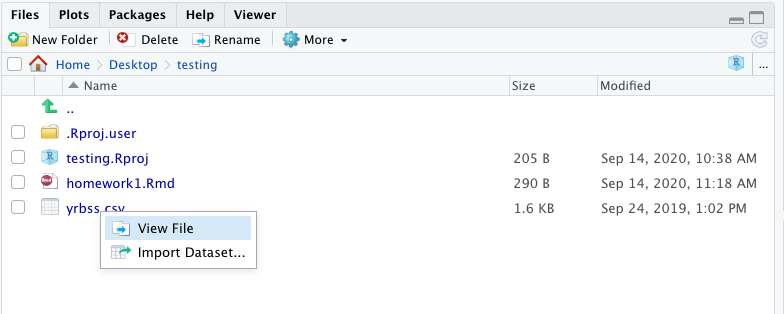 Files Plots Packages Help Viewer
New Folder Delete Rename More
Home Desktop testing ...
Name Size Modified
..
.Rproj.user
testing.Rproj 205 B Sep 14, 2020, 10:38 AM
homework1.Rmd 290 B Sep 14, 2020, 11:18 AM
yrbss.csv 1.6 KB Sep 24, 2019, 1:02 PM
View File
Import Dataset...